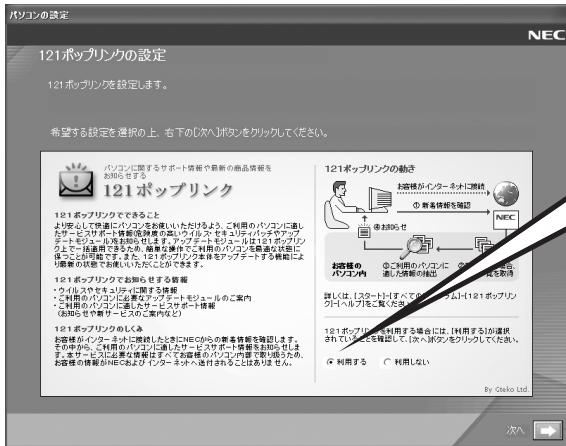 パソコンの設定
NEC
121ポップリンクの設定
121ポップリンクを設定します。
希望する設定を選択の上、右下の[次へ]ボタンをクリックしてください。
パソコンに関するサポート情報や最新の商品情報を
お知らせする
121ポップリンク
121ポップリンクでできること
より安心して快適にパソコンをお使いいただけるよう、ご利用のパソコンに適し
たサービスサポート情報(危険度の高いウイルス・セキュリティパッチやアップ
デートモジュール)をお知らせします。アップデートモジュールは121ポップリン
ク上で一括適用できるため、簡単な操作でご利用のパソコンを最適な状態に
保つことが可能です。また、121ポップリンク本体をアップデートする機能によ
り最新の状態でお使いいただくことができます。
121ポップリンクでお知らせする情報
・ウイルスやセキュリティに関する情報
・ご利用のパソコンに必要なアップデートモジュールのご案内
・ご利用のパソコンに適したサービスサポート情報
(お知らせや新サービスのご案内など)
121ポップリンクのしくみ
お客様がインターネットに接続したときにNECからの新着情報を確認します。
その中から、ご利用のパソコンに適したサービスサポート情報をお知らせしま
す。本サービスに必要な情報はすべてお客様のパソコン内部で取り扱うため、
お客様の情報がNECおよびインターネットへ送付されることはありません。
121ポップリンクの動き
お客様がインターネットに接続
① 新着情報を確認
NEC
④お知らせ
お客様の
パソコン内
③ご利用のパソコンに
適した情報の抽出
覧を取得
詳しくは、[スタート]-[すべての ログラム]-[121ポップリン
ク]-[ヘルプ]をご覧ください
121ポップリンクを利用する場合には、[利用する]が選択
されていることを確認して、[次へ]ボタンをクリックしてください。
利用する 利用しない
By Gteko Ltd.
次へ